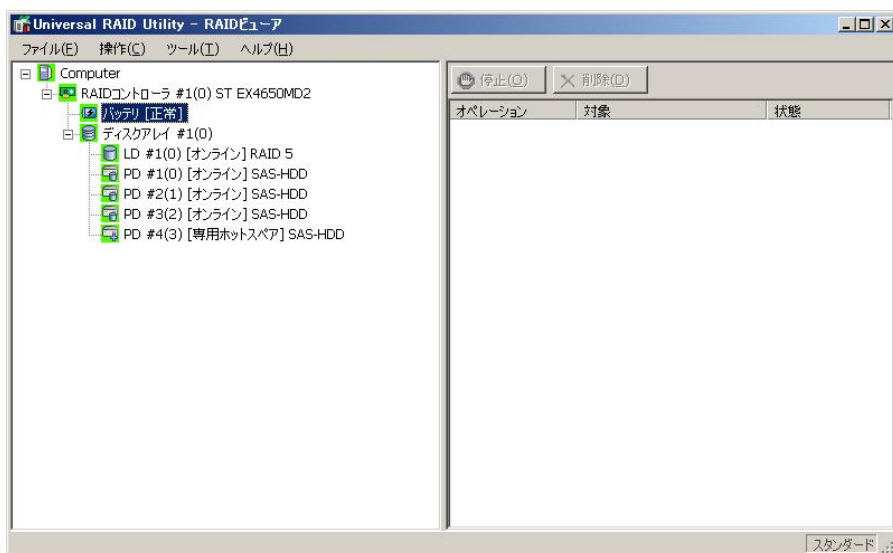 Universal RAID Utility - RAIDビューア
ファイル(F) 操作(C) ツール(T) ヘルプ(H)
Computer
RAIDコントローラ #1(0) ST EX4650MD2
バッテリ [正常]
ディスクアレイ #1(0)
LD #1(0) [オンライン] RAID 5
PD #1(0) [オンライン] SAS-HDD
PD #2(1) [オンライン] SAS-HDD
PD #3(2) [オンライン] SAS-HDD
PD #4(3) [専用ホットスペア] SAS-HDD
停止(O) 削除(D)
オペレーション 対象 状態
スタンダード